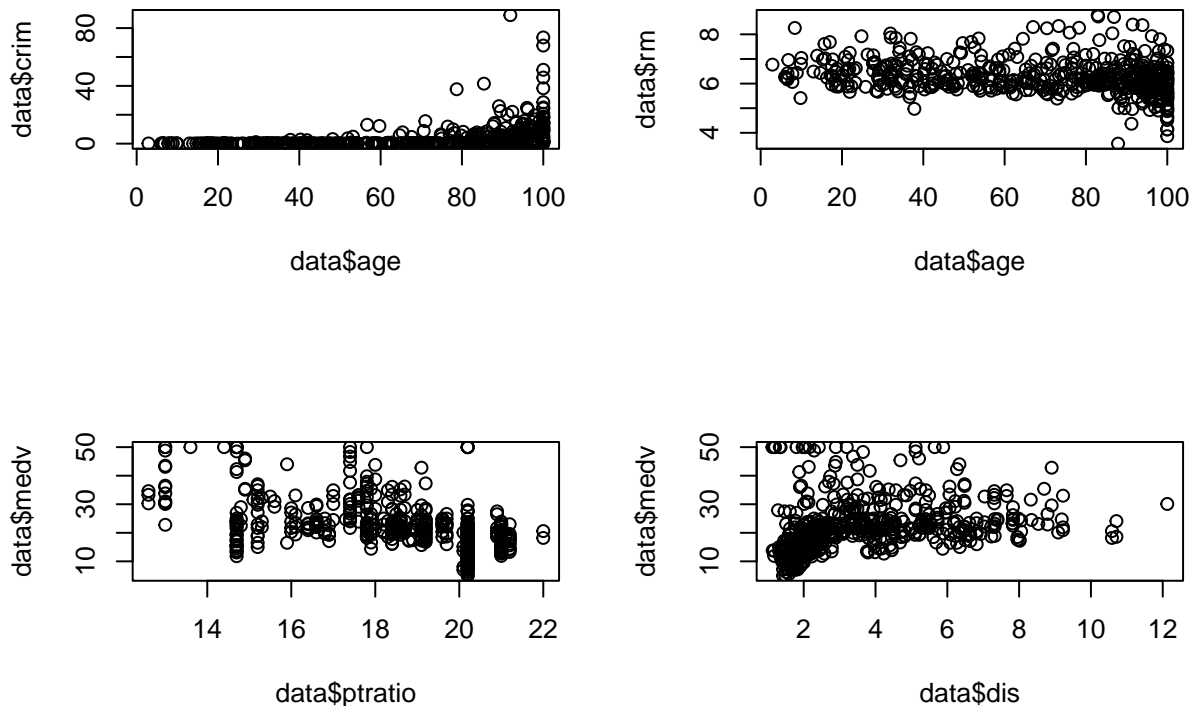 data$crim
80
40
0
0 20 40 60 80 100
data$age
data$rm
8
6
4
0 20 40 60 80 100
data$age
data$medv
50
30
10
14 16 18 20 22
data$ptratio
data$medv
50
30
10
2 4 6 8 10 12
data$dis